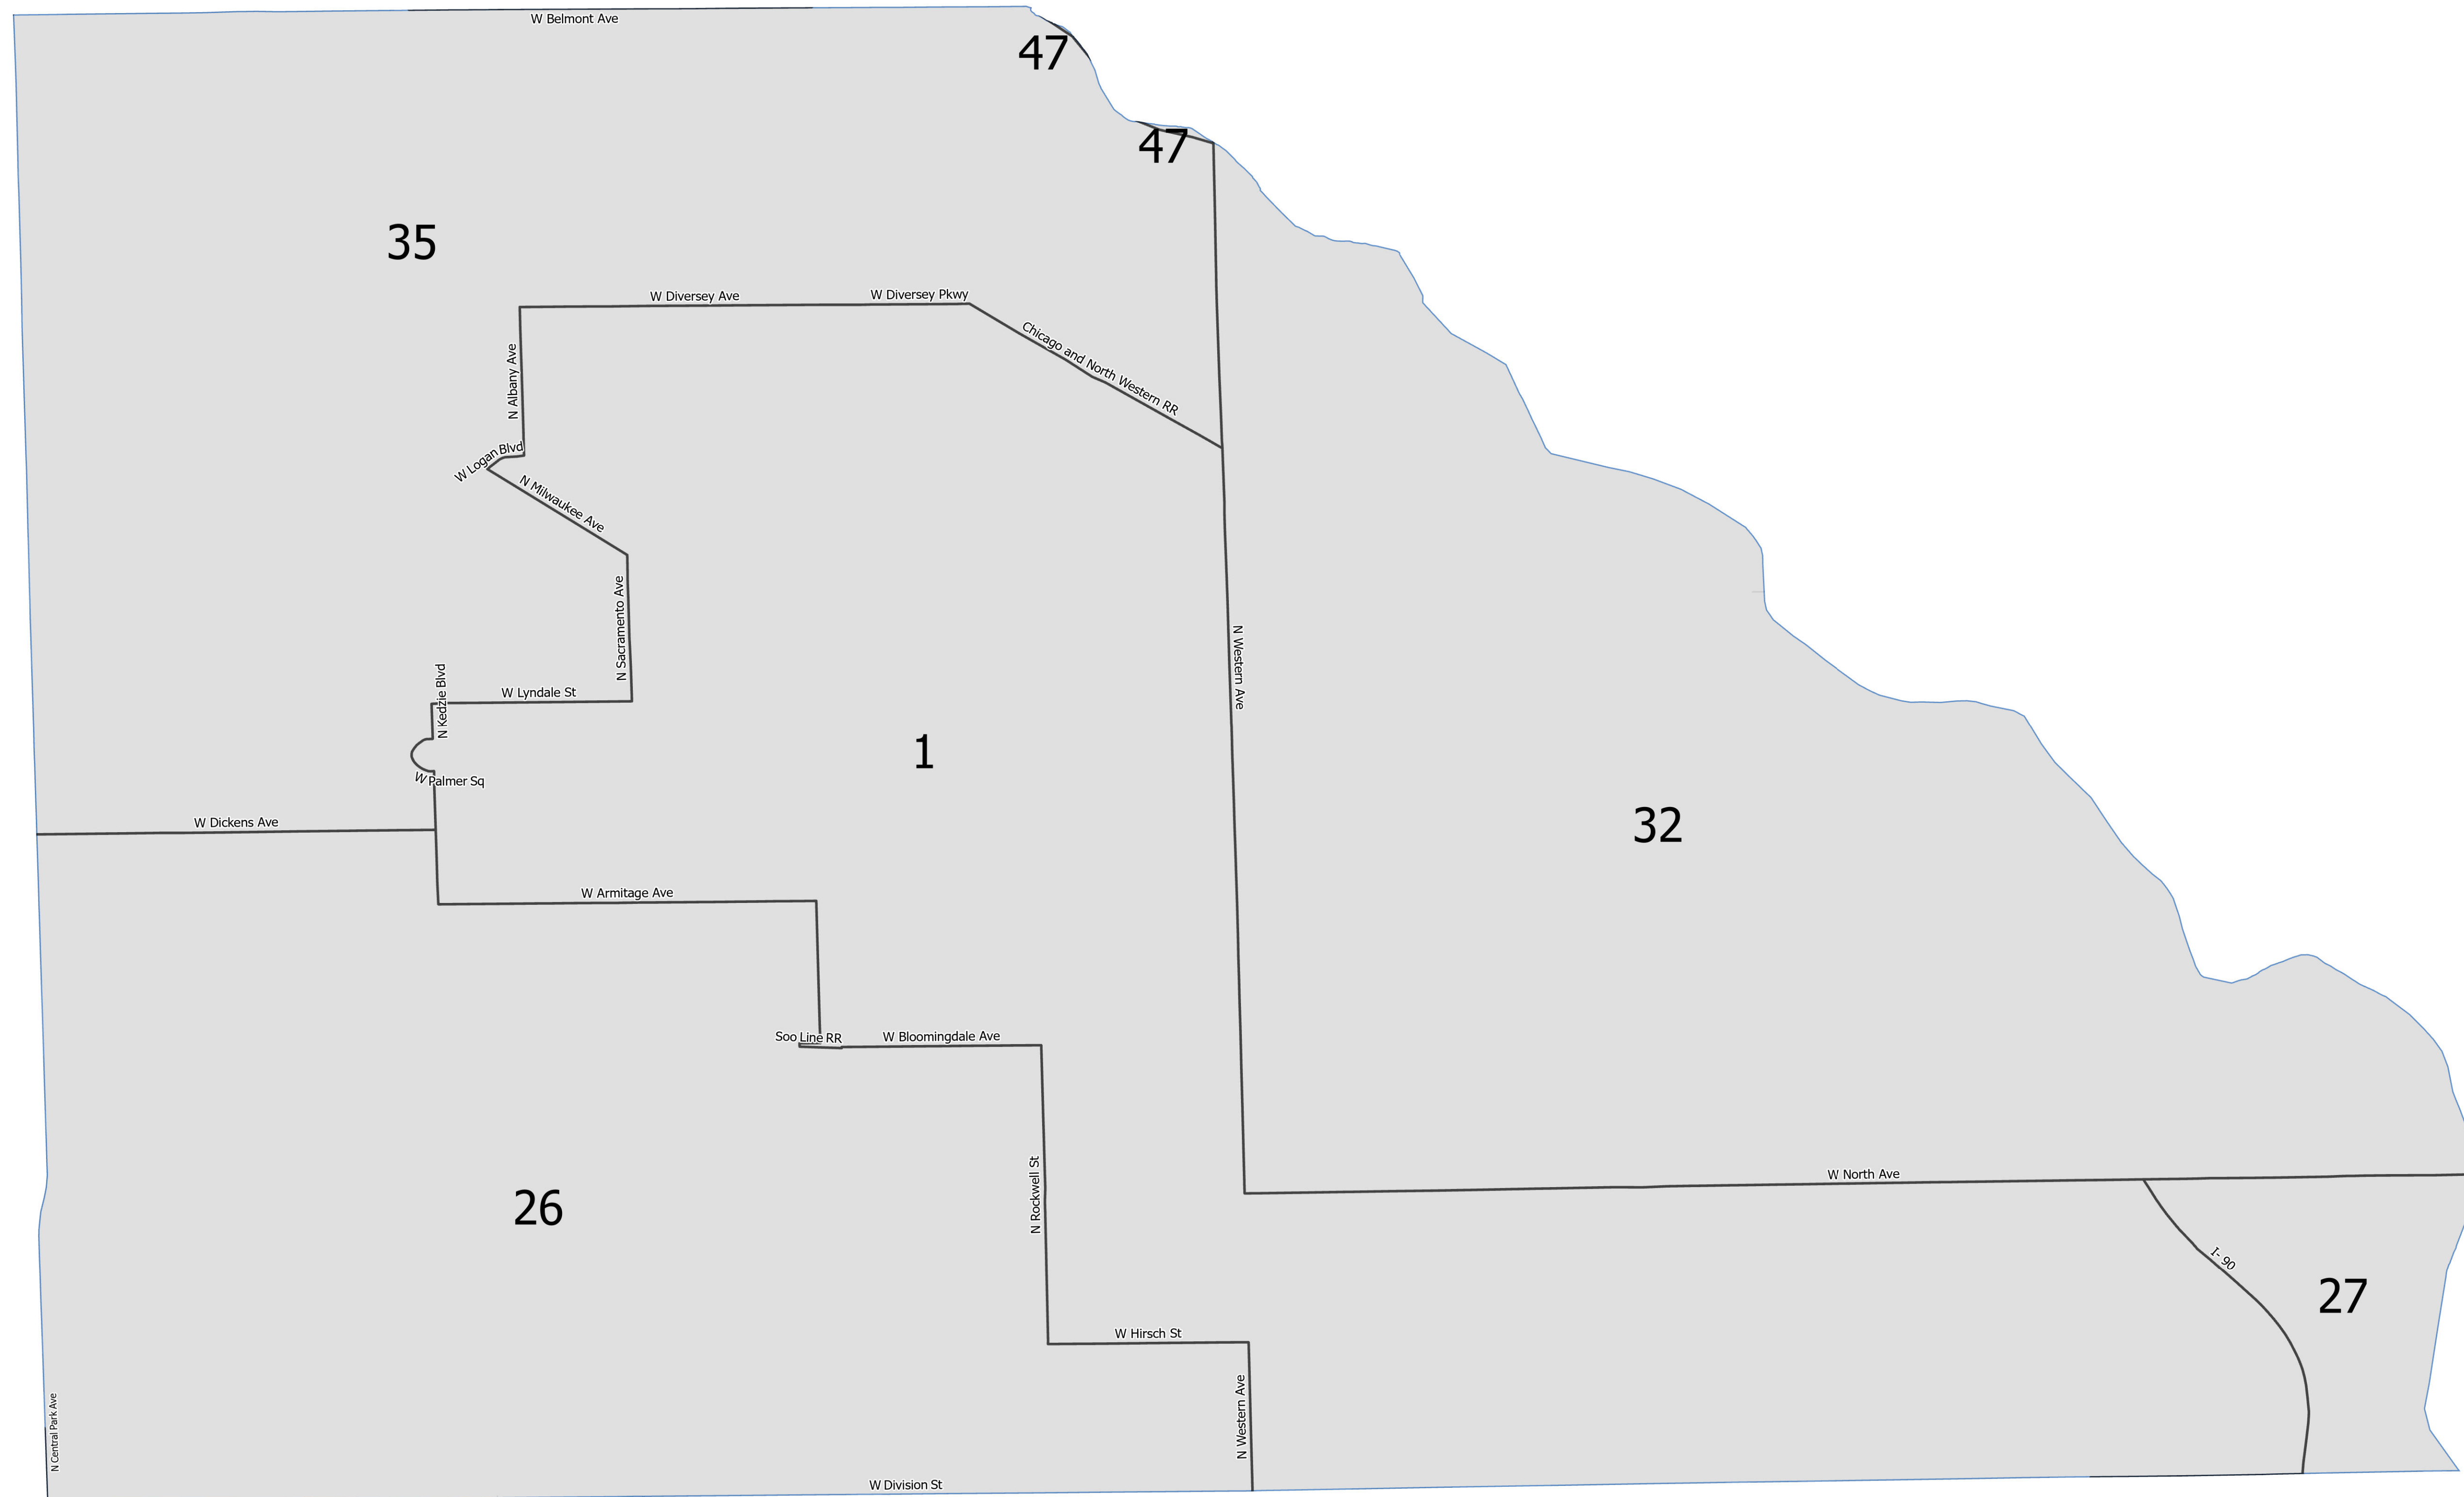 W Belmont Ave
47
47
35
W Diversey Ave
W Diversey Pkwy
Chicago and North Western RR
N Albany Ave
W Logan Blvd
N Milwaukee Ave
N Sacramento Ave
N Western Ave
N Kedzie Blvd
W Lyndale St
1
W Palmer Sq
32
W Dickens Ave
W Armitage Ave
Soo Line RR
W Bloomingdale Ave
N Rockwell St
W North Ave
26
I- 90
27
W Hirsch St
N Western Ave
N Central Park Ave
W Division St